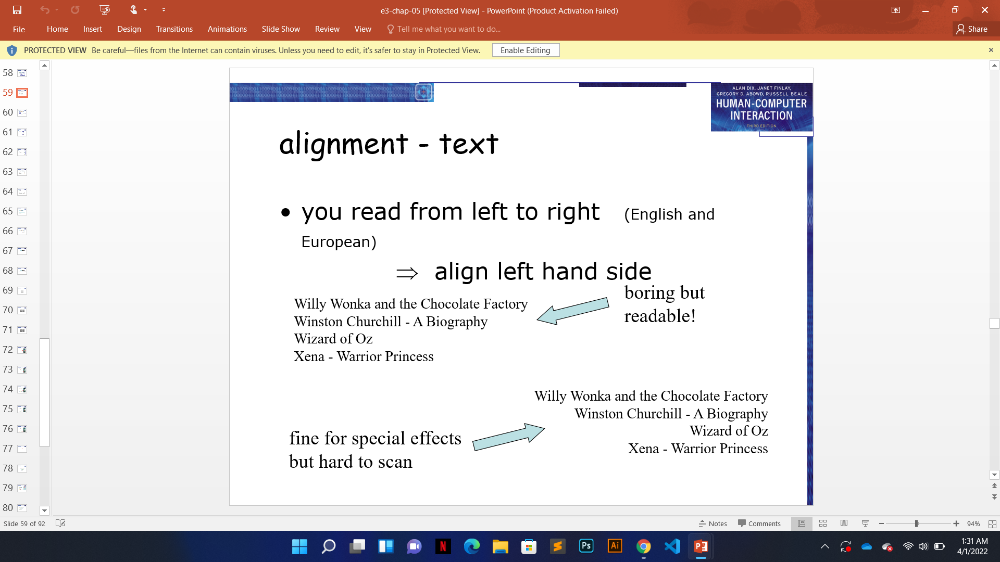 e3-chap-05 [Protected View] - PowerPoint (Product Activation Failed)
File Home Insert Design Transitions Animations Slide Show Review View Tell me what you want to do... Share
PROTECTED VIEW Be careful—files from the Internet can contain viruses. Unless you need to edit, it's safer to stay in Protected View. Enable Editing
58
59
60
61
62
63
64
65
66
67
68
69
70
71
72
73
74
75
76
77
78
79
80
ALAN DIX, JANET FINLAY,
GREGORY D. ABOWD, RUSSELL BEALE
HUMAN-COMPUTER
INTERACTION
THIRD EDITION
alignment - text
• you read from left to right (English and
European)
⇒ align left hand side
boring but
readable!
Willy Wonka and the Chocolate Factory
Winston Churchill - A Biography
Wizard of Oz
Xena - Warrior Princess
Willy Wonka and the Chocolate Factory
Winston Churchill - A Biography
Wizard of Oz
Xena - Warrior Princess
fine for special effects
but hard to scan
Slide 59 of 92 Notes Comments 94%
Ps Ai
1:31 AM
4/1/2022